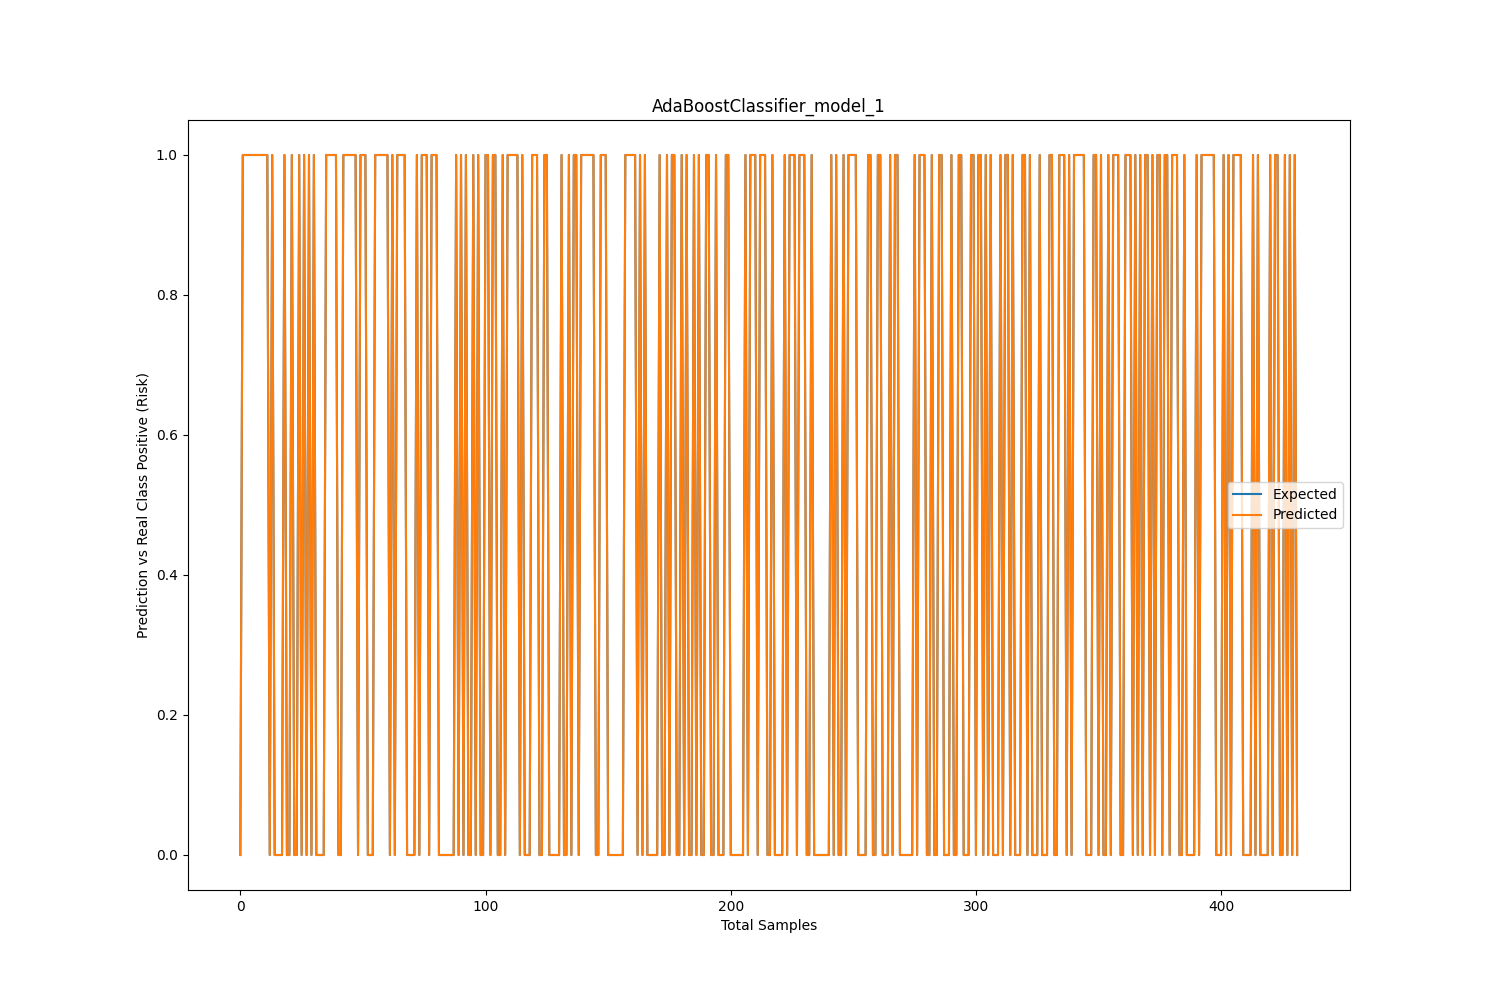 AdaBoostClassifier_model_1
1.0
0.8
0.6
0.4
0.2
0.0
Prediction vs Real Class Positive (Risk)
Expected
Predicted
0 100 200 300 400
Total Samples